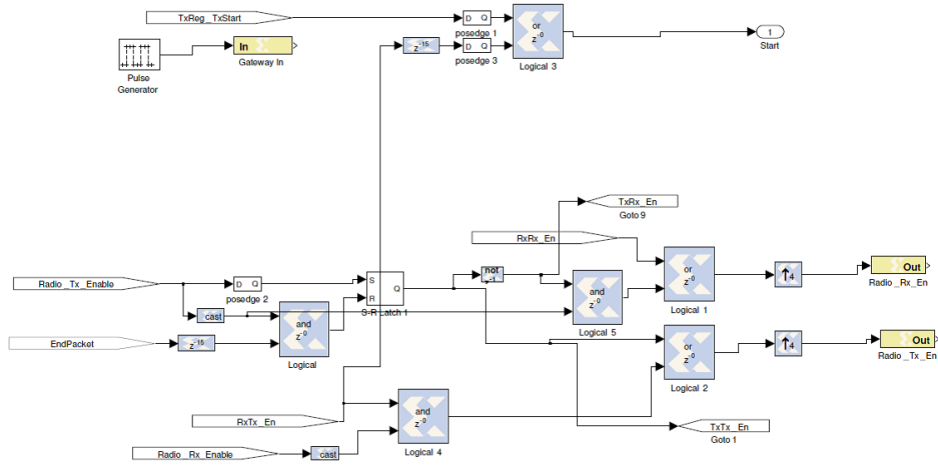 TxReg _TxStart
D Q
posedge 1
or
z⁻⁰
Logical 3
1
Start
In
Gateway In
Pulse
Generator
z⁻¹⁵
D Q
posedge 3
TxRx _En
Goto 9
RxRx _En
Radio _Tx _Enable
D Q
posedge 2
S
R
Q
S-R Latch 1
not
cast
and
z⁻⁰
Logical
EndPacket
z⁻¹⁵
and
z⁻⁰
Logical 5
or
z⁻⁰
Logical 1
↑4
Out
Radio _Rx _En
or
z⁻⁰
Logical 2
↑4
Out
Radio _Tx _En
RxTx _En
and
z⁻⁰
Logical 4
Radio _Rx _Enable
cast
TxTx _En
Goto 1